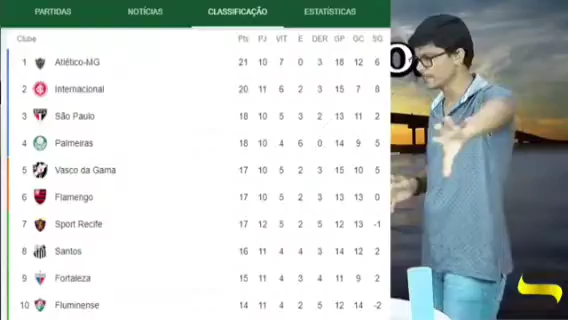 PARTIDAS NOTÍCIAS CLASSIFICAÇÃO ESTATÍSTICAS
Clube Pts PJ VIT E DER GP GC SG
1 Atlético-MG 21 10 7 0 3 18 12 6
2 Internacional 20 11 6 2 3 15 7 8
3 São Paulo 18 10 5 3 2 13 11 2
4 Palmeiras 18 10 4 6 0 14 9 5
5 Vasco da Gama 17 10 5 2 3 15 10 5
6 Flamengo 17 10 5 2 3 13 13 0
7 Sport Recife 17 12 5 2 5 12 13 -1
8 Santos 16 11 4 4 3 14 12 2
9 Fortaleza 15 11 4 3 4 11 9 2
10 Fluminense 14 11 4 2 5 12 14 -2